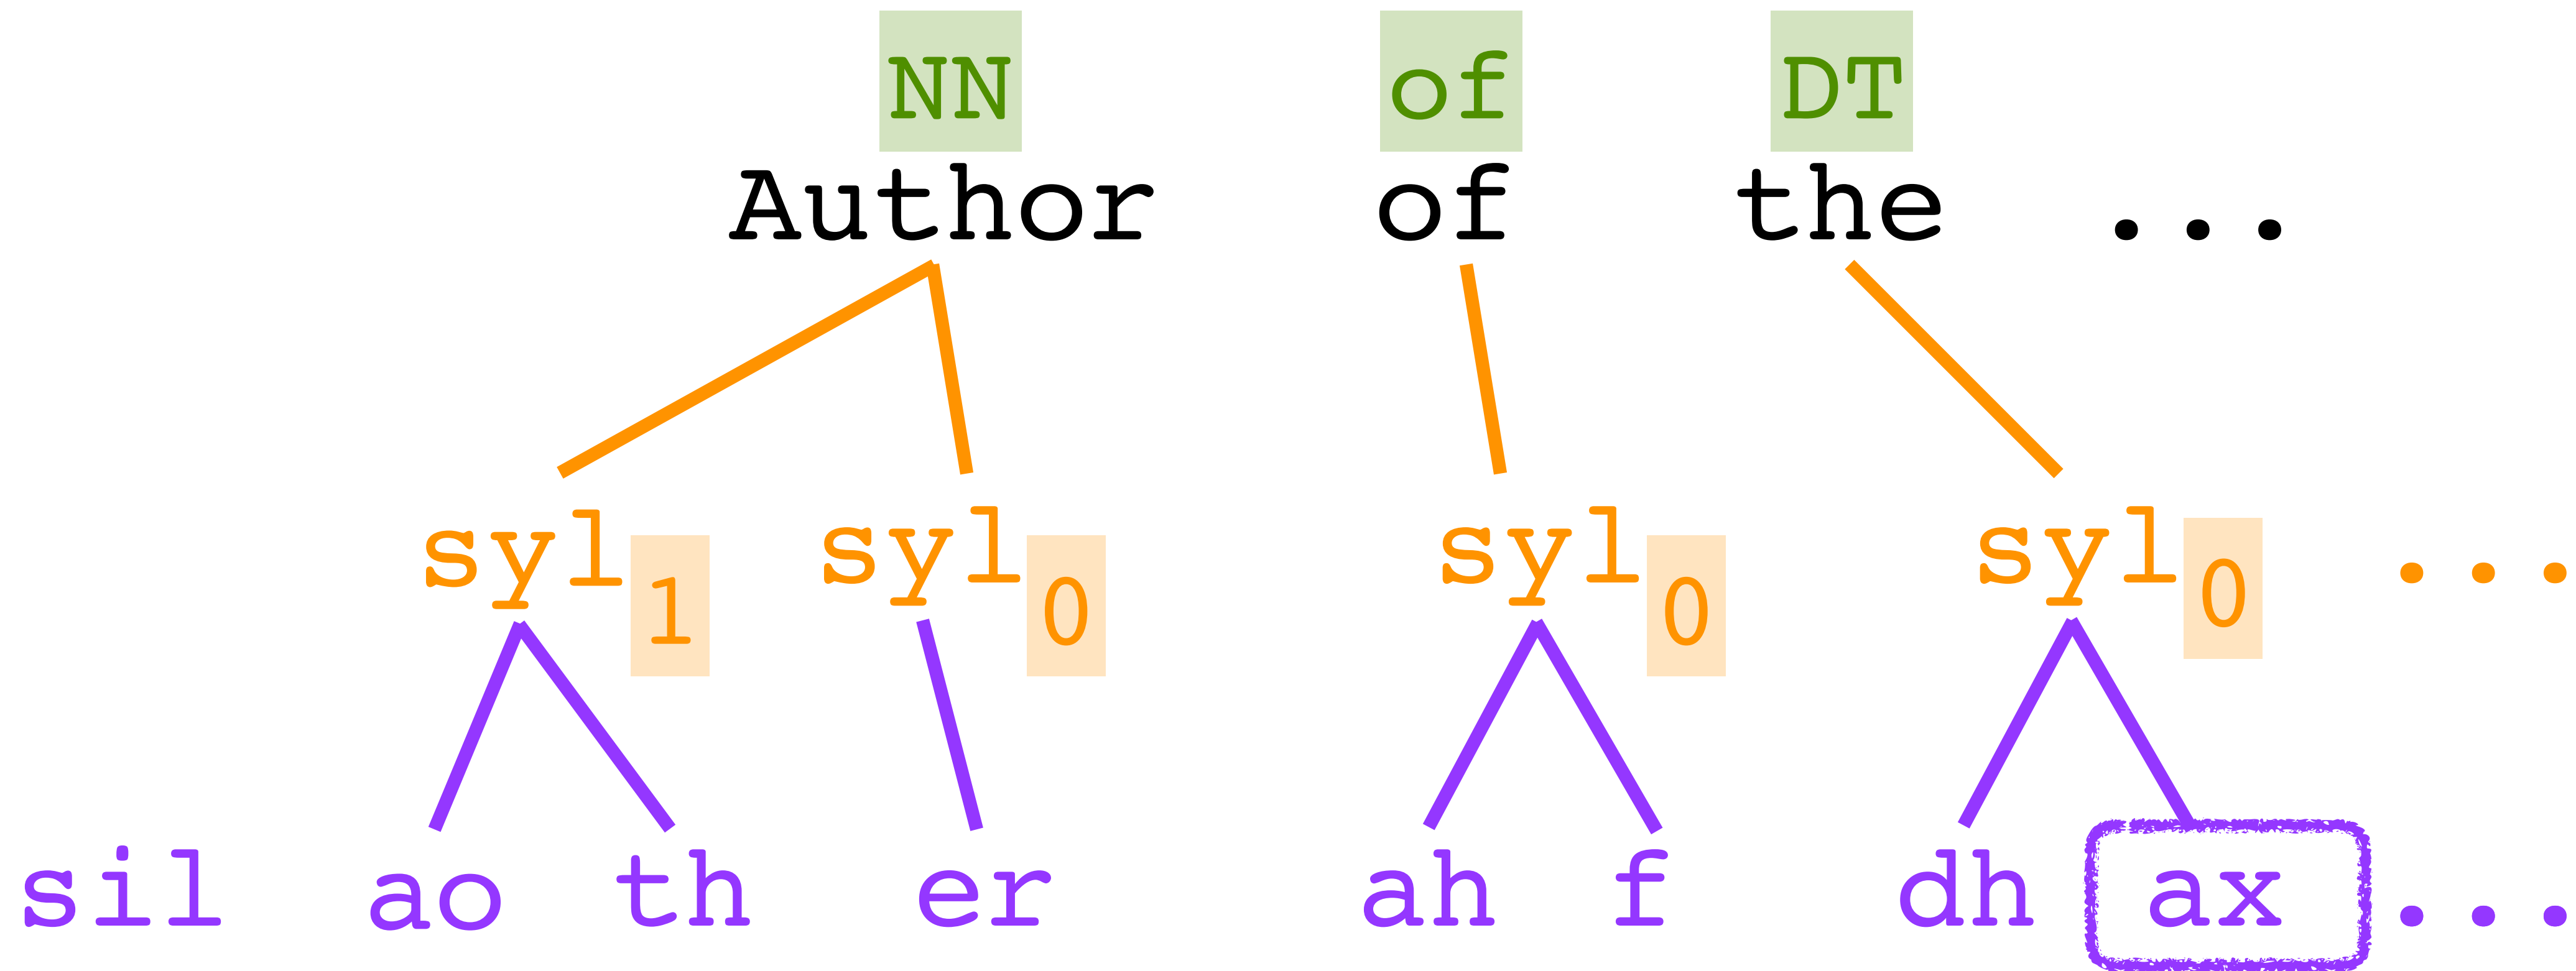 NN of DT
Author of the ...
syl1 syl0 syl0 syl0 ...
sil ao th er ah f dh ax ...